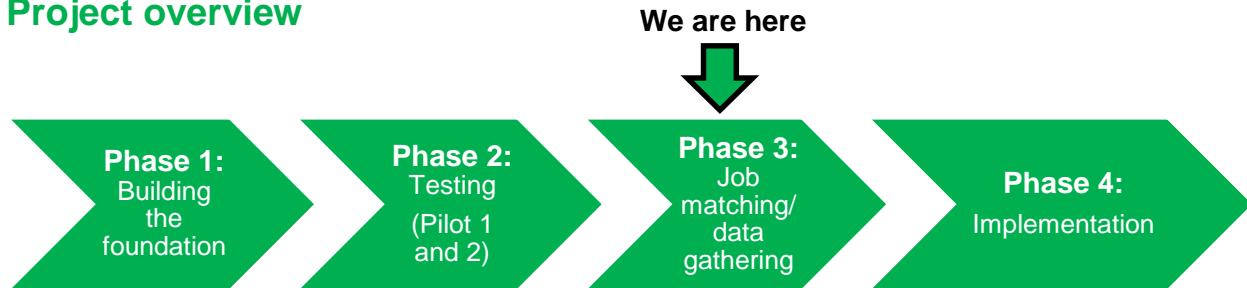 Project overview
We are here
Phase 1:
Building
the
foundation
Phase 2:
Testing
(Pilot 1
and 2)
Phase 3:
Job
matching/
data
gathering
Phase 4:
Implementation